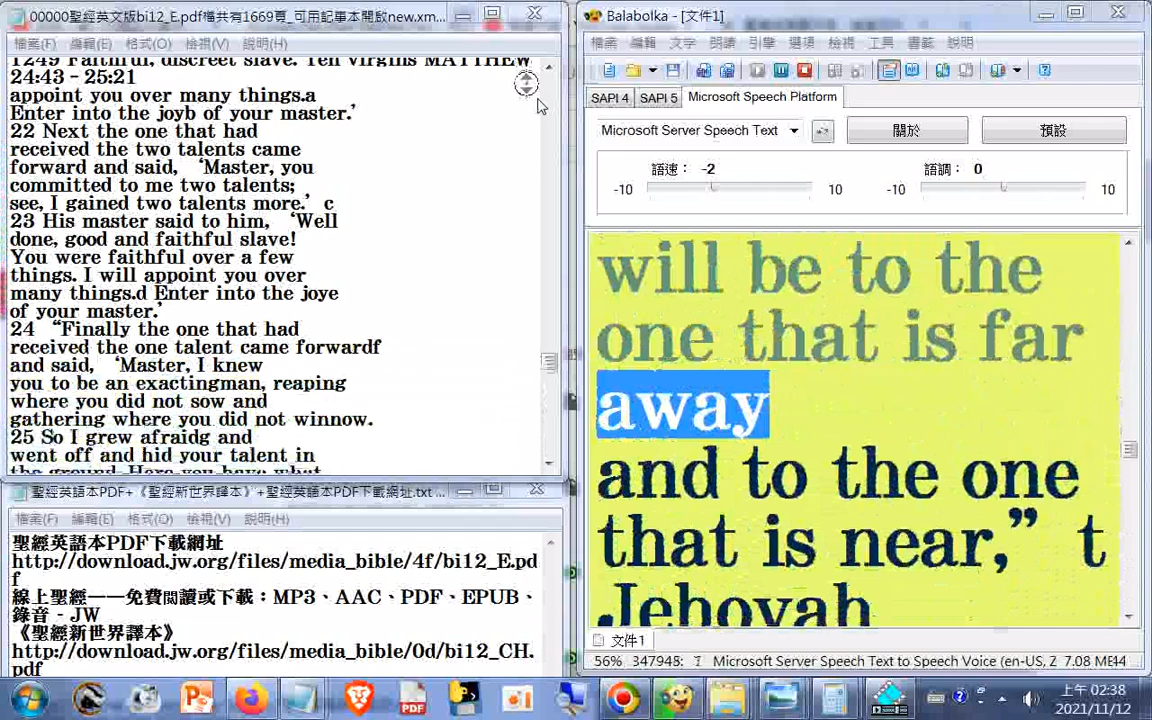 00000聖經英文版bi12_E.pdf檔共有1669頁_可用記事本開啟new.xm...
檔案(F) 編輯(E) 格式(O) 檢視(V) 說明(H)
1249 Faithful, discreet slave. Ten virgins MATTHEW
24:43 - 25:21
appoint you over many things.a
Enter into the joyb of your master.’
22 Next the one that had
received the two talents came
forward and said, ‘Master, you
committed to me two talents;
see, I gained two talents more.’ c
23 His master said to him, ‘Well
done, good and faithful slave!
You were faithful over a few
things. I will appoint you over
many things.d Enter into the joye
of your master.’
24 “Finally the one that had
received the one talent came forwardf
and said, ‘Master, I knew
you to be an exactingman, reaping
where you did not sow and
gathering where you did not winnow.
25 So I grew afraidg and
went off and hid your talent in
the ground. Here you have what
聖經英語本PDF+《聖經新世界譯本》+聖經英語本PDF下載網址.txt ...
檔案(F) 編輯(E) 格式(O) 檢視(V) 說明(H)
聖經英語本PDF下載網址
http://download.jw.org/files/media_bible/4f/bi12_E.pd
f
線上聖經——免費閱讀或下載：MP3、AAC、PDF、EPUB、
錄音 - JW
《聖經新世界譯本》
http://download.jw.org/files/media_bible/0d/bi12_CH.
pdf
Balabolka - [文件1]
檔案 編輯 文字 朗讀 引擎 選項 檢視 工具 書籤 說明
SAPI 4 SAPI 5 Microsoft Speech Platform
Microsoft Server Speech Text 關於 預設
語速： -2 語調： 0
-10 10 -10 10
will be to the
one that is far
away
and to the one
that is near,” t
Jehovah
文件1
56% 347948: Microsoft Server Speech Text to Speech Voice (en-US, Z 7.08 ME44
上午 02:38
2021/11/12